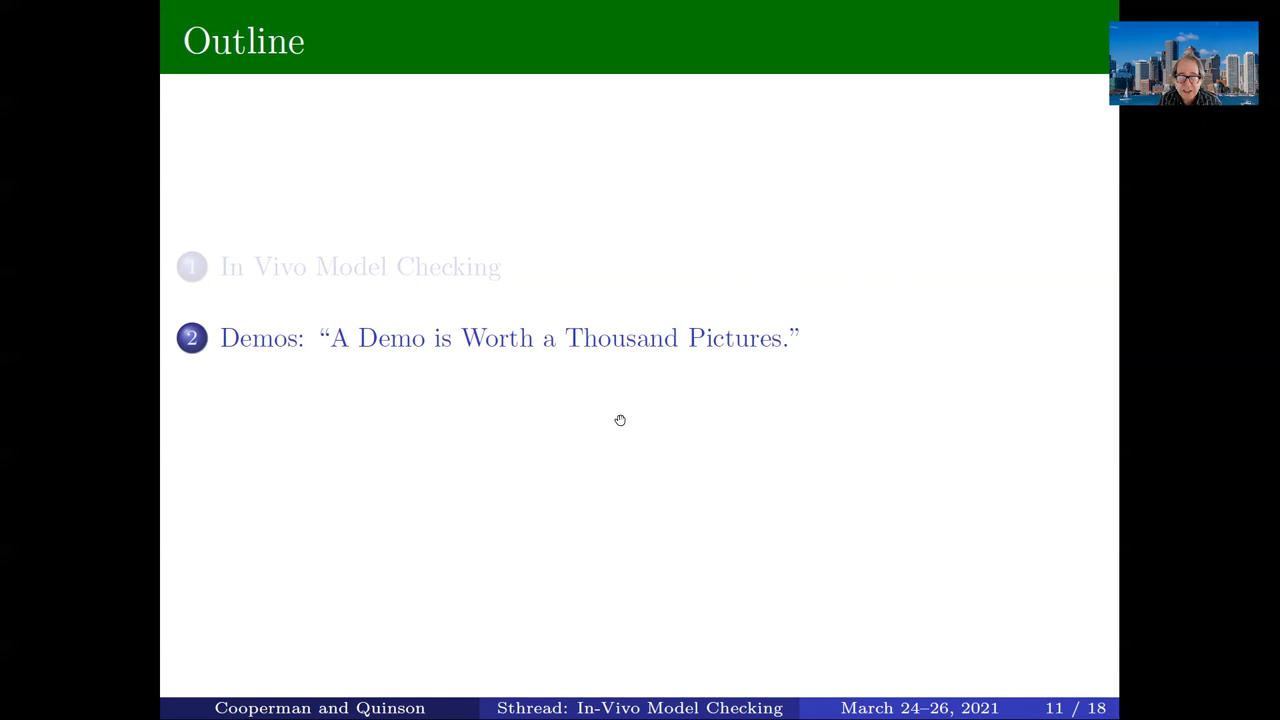 Outline
1 In Vivo Model Checking
2 Demos: “A Demo is Worth a Thousand Pictures.”
Cooperman and Quinson Sthread: In-Vivo Model Checking March 24–26, 2021 11 / 18